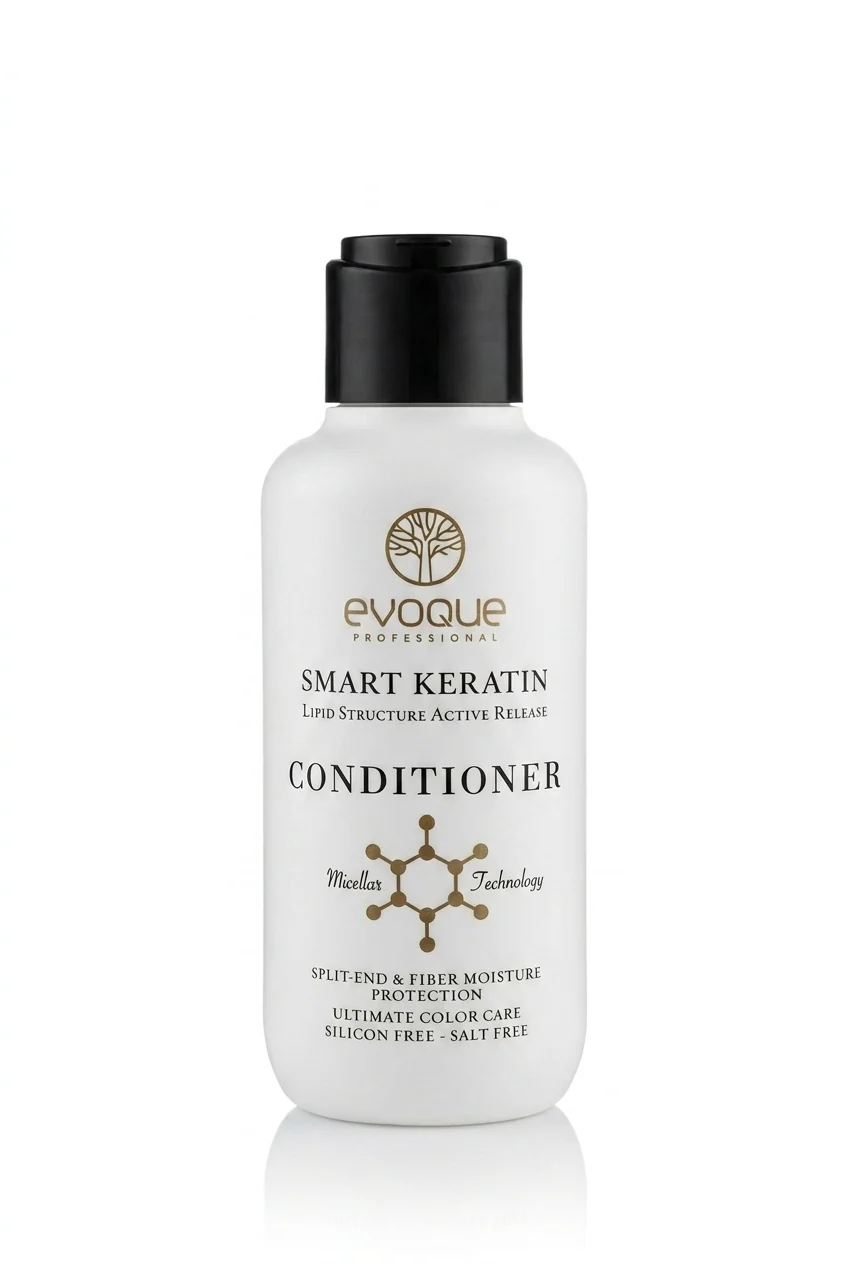 evoque
PROFESSIONAL
SMART KERATIN
LIPID STRUCTURE ACTIVE RELEASE
CONDITIONER
Micellar Technology
SPLIT-END & FIBER MOISTURE
PROTECTION
ULTIMATE COLOR CARE
SILICON FREE - SALT FREE